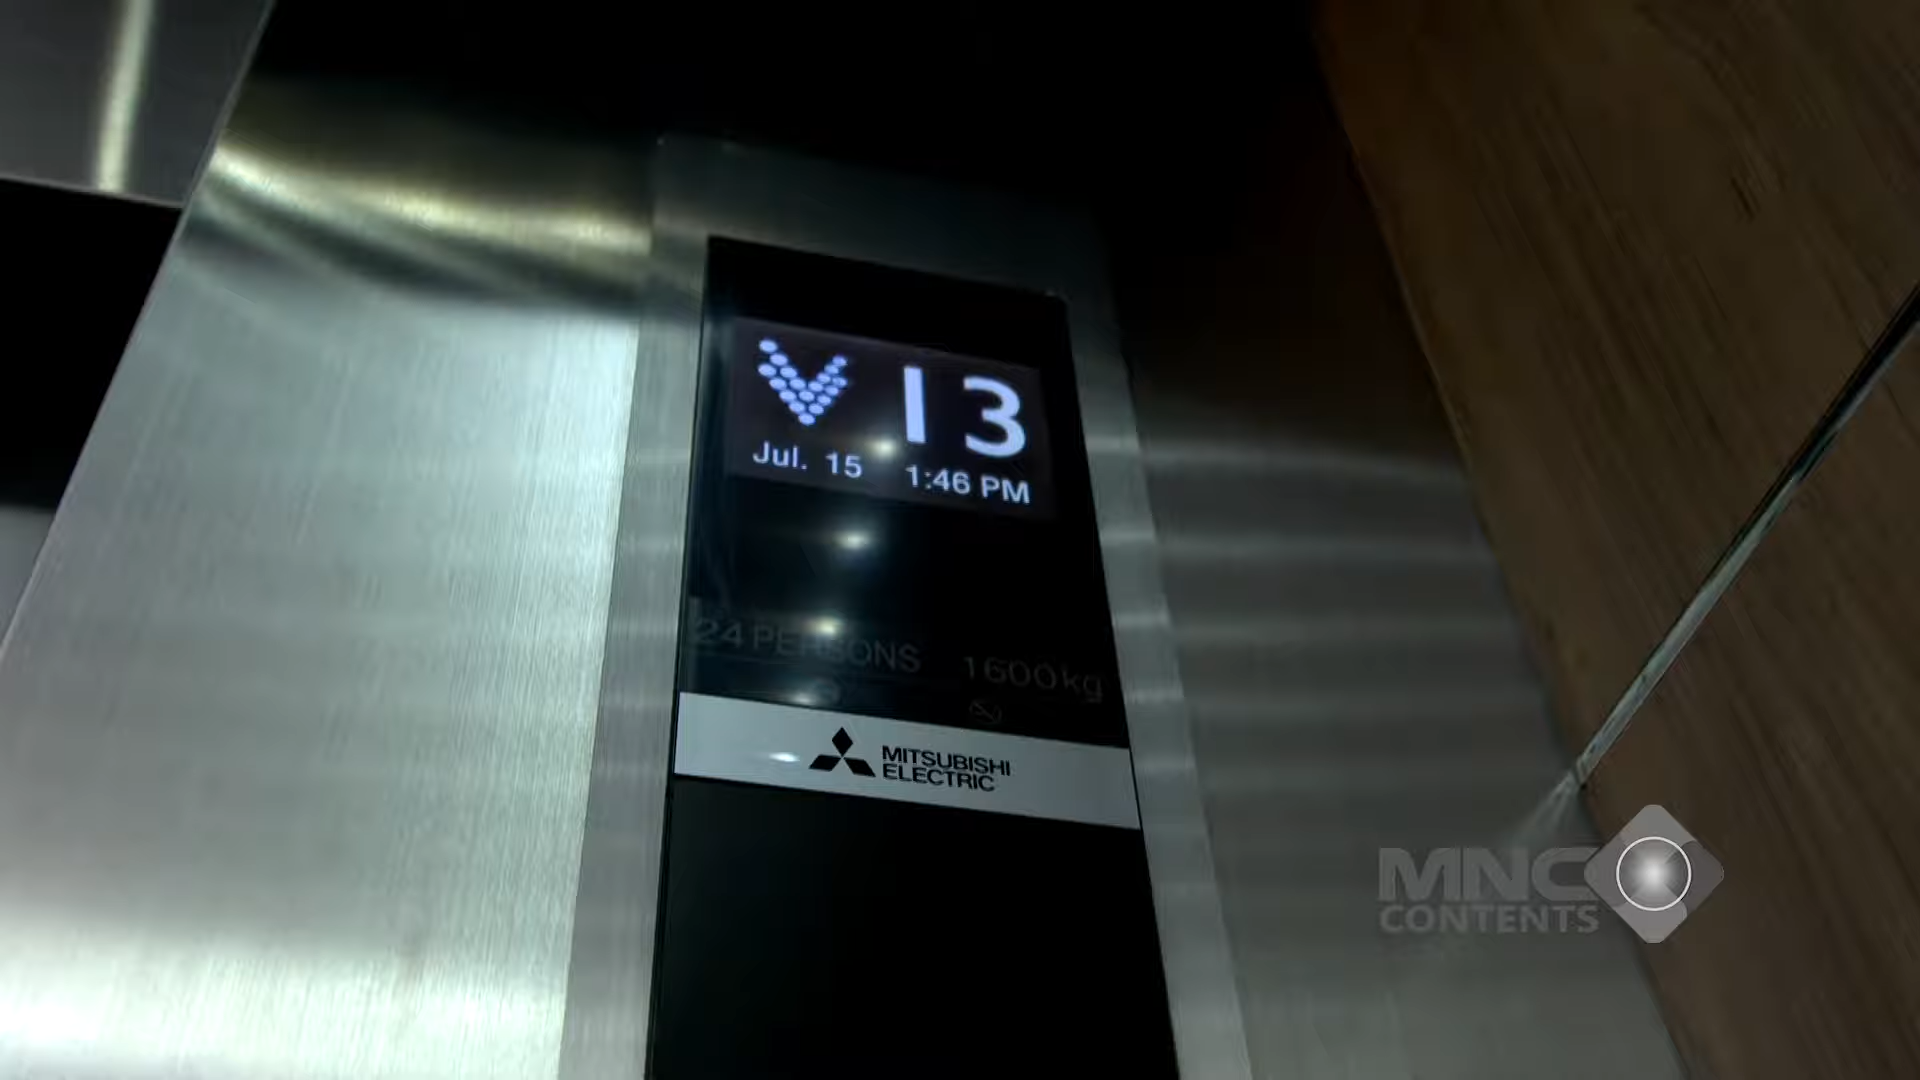 13
Jul. 15 1:46 PM
24 PERSONS 1600kg
MITSUBISHI
ELECTRIC
MNC
CONTENTS